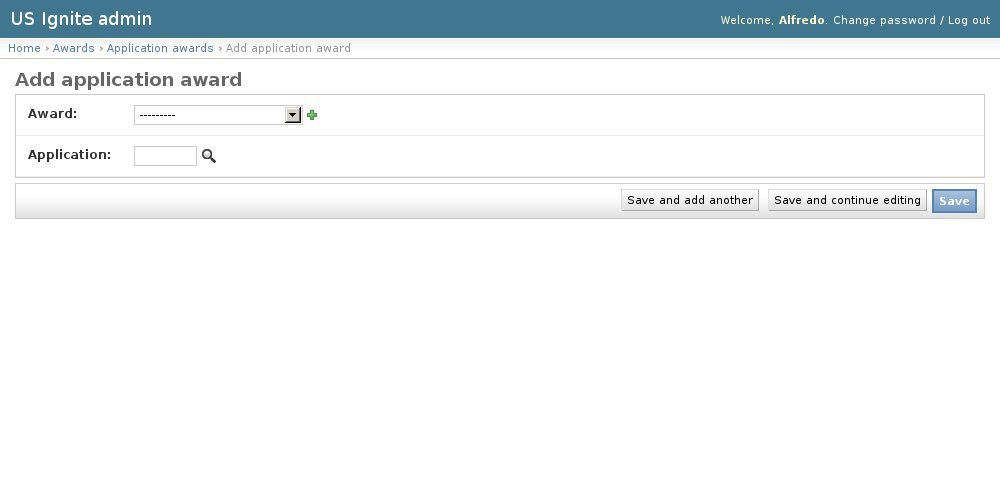 US Ignite admin
Welcome, Alfredo. Change password / Log out
Home › Awards › Application awards › Add application award
Add application award
Award: ---------
Application:
Save and add another Save and continue editing Save